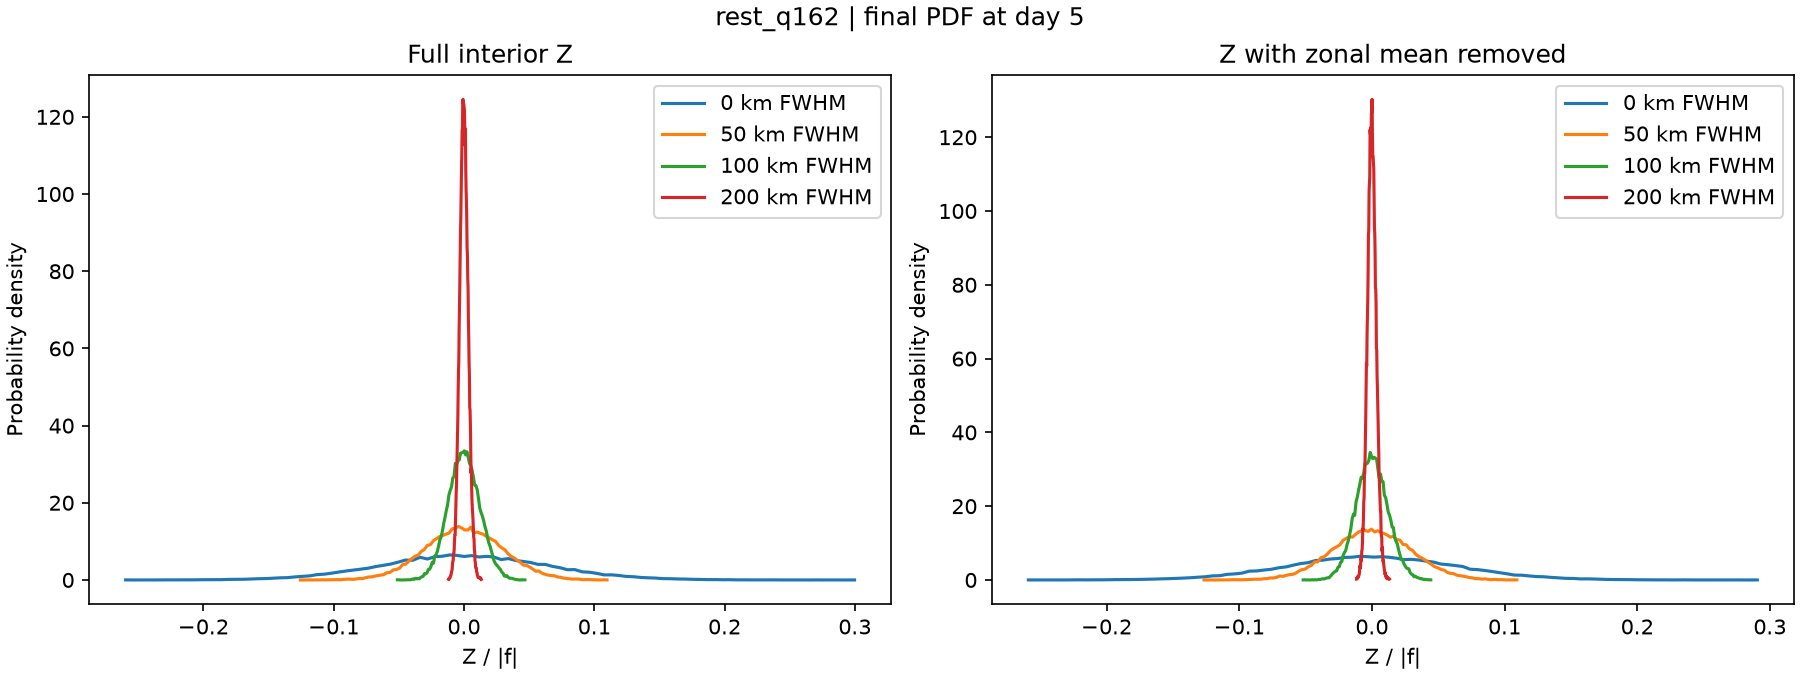 rest_q162 | final PDF at day 5
Full interior Z
120
100
80
60
40
20
0
Probability density
−0.2
−0.1
0.0
0.1
0.2
0.3
Z / |f|
0 km FWHM
50 km FWHM
100 km FWHM
200 km FWHM
Z with zonal mean removed
120
100
80
60
40
20
0
Probability density
−0.2
−0.1
0.0
0.1
0.2
0.3
Z / |f|
0 km FWHM
50 km FWHM
100 km FWHM
200 km FWHM